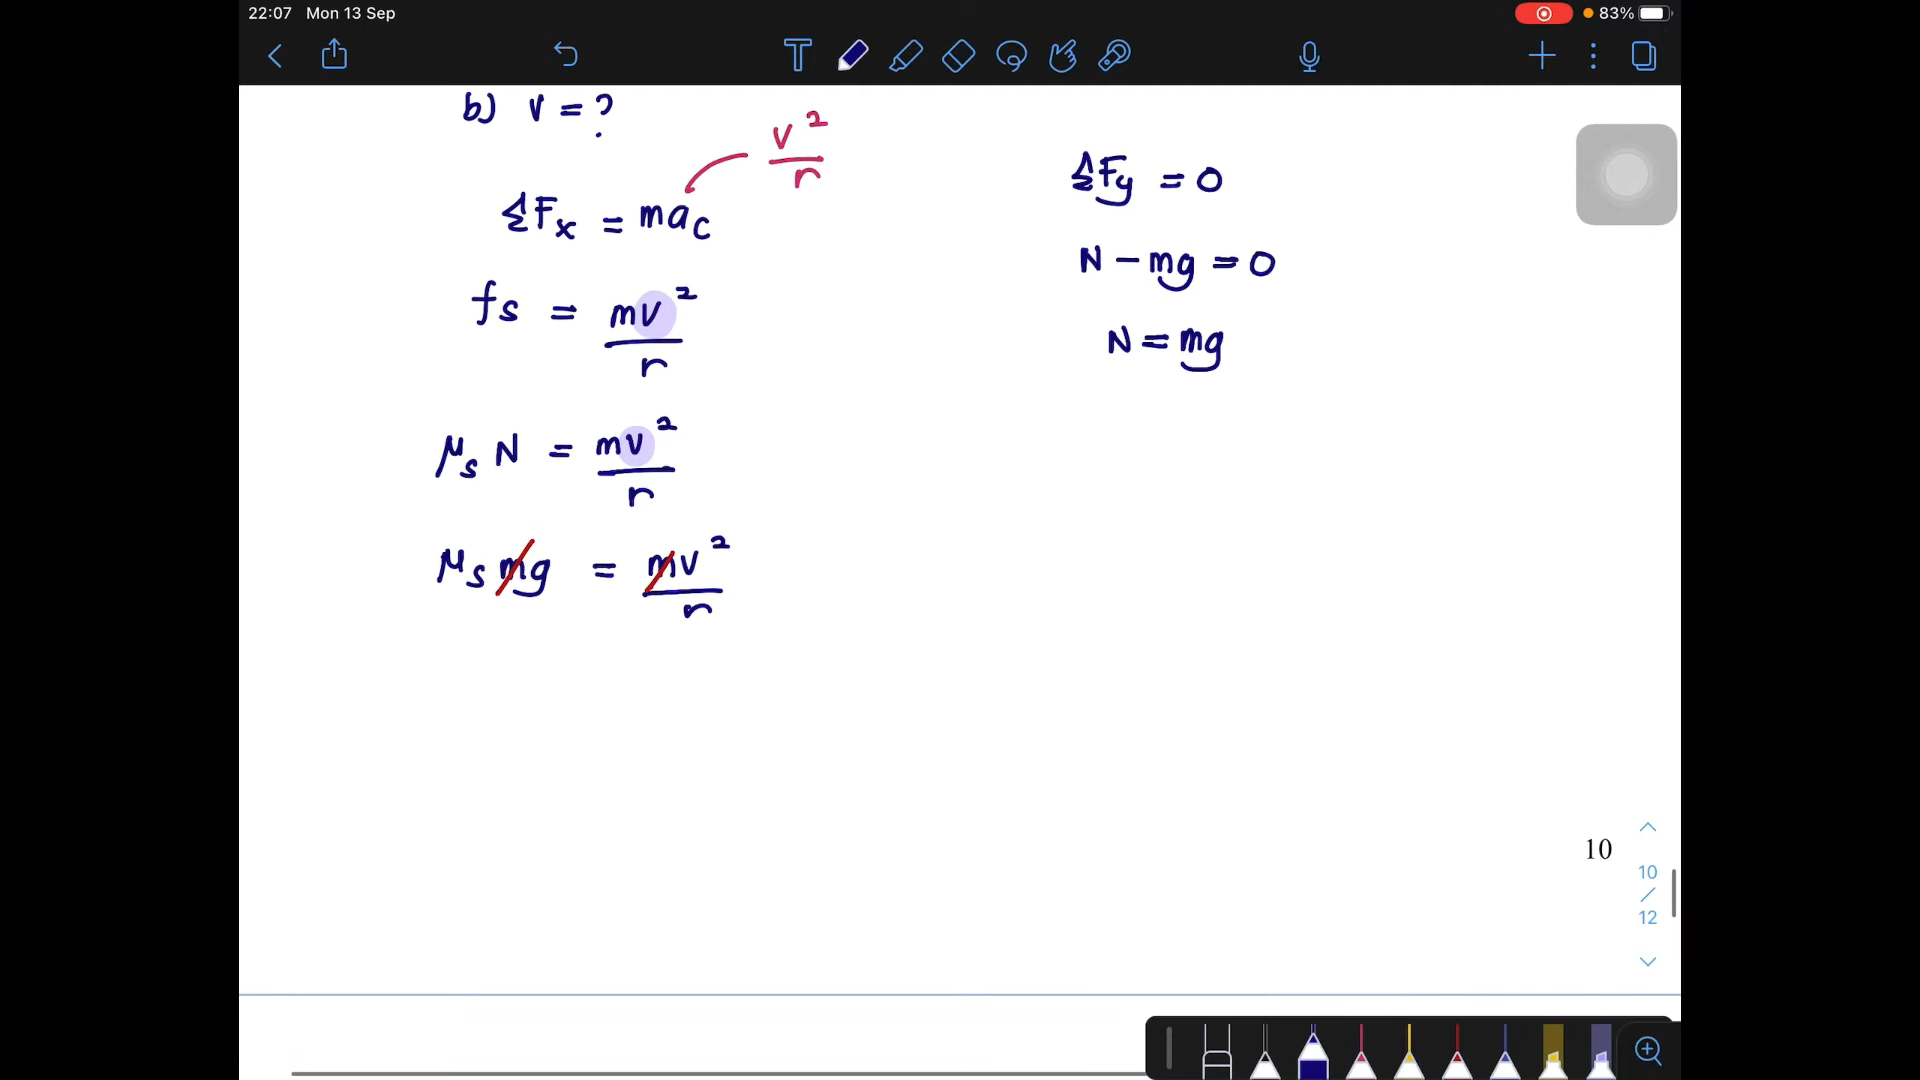 22:07 Mon 13 Sep
83%
b) v = ?
v²/r
ΣFx = mac
fs = mv²/r
μs N = mv²/r
μs mg = mv²/r
ΣFy = 0
N - mg = 0
N = mg
10
10
/
12